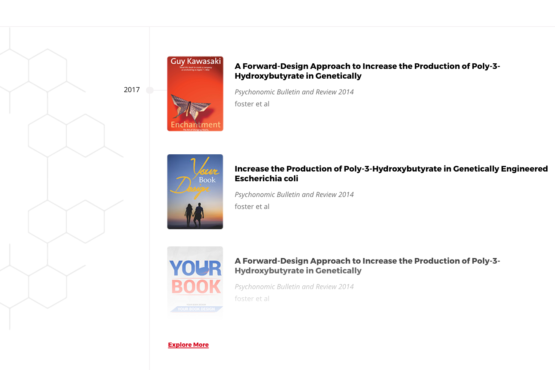 2017
Guy Kawasaki
Enchantment
A Forward-Design Approach to Increase the Production of Poly-3-
Hydroxybutyrate in Genetically
Psychonomic Bulletin and Review 2014
foster et al
Your
Book
Design
Increase the Production of Poly-3-Hydroxybutyrate in Genetically Engineered
Escherichia coli
Psychonomic Bulletin and Review 2014
foster et al
YOUR
BOOK
A Forward-Design Approach to Increase the Production of Poly-3-
Hydroxybutyrate in Genetically
Psychonomic Bulletin and Review 2014
foster et al
Explore More